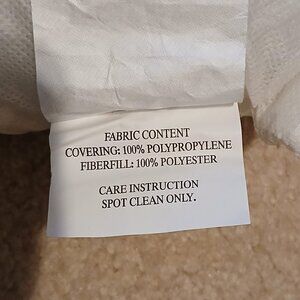 FABRIC CONTENT
COVERING: 100% POLYPROPYLENE
FIBERFILL: 100% POLYESTER
CARE INSTRUCTION
SPOT CLEAN ONLY.